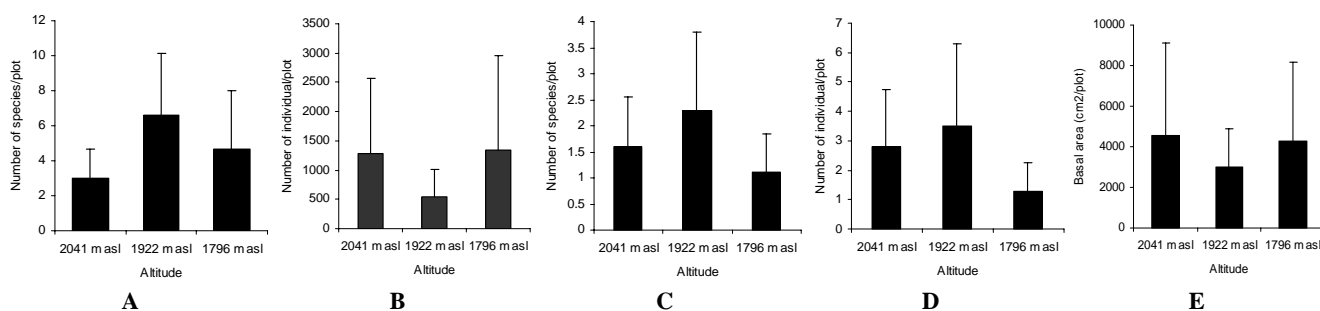 Number of species/plot
12
10
8
6
4
2
0
2041 m asl 1922 m asl 1796 m asl
Altitude
A
Number of individual/plot
3500
3000
2500
2000
1500
1000
500
0
2041 m asl 1922 m asl 1796 m asl
Altitude
B
Number of species/plot
4
3.5
3
2.5
2
1.5
1
0.5
0
2041 m asl 1922 m asl 1796 m asl
Altitude
C
Number of individual/plot
7
6
5
4
3
2
1
0
2041 m asl 1922 m asl 1796 m asl
Altitude
D
Basal area (cm2/plot)
10000
8000
6000
4000
2000
0
2041 m asl 1922 m asl 1796 m asl
Altitude
E